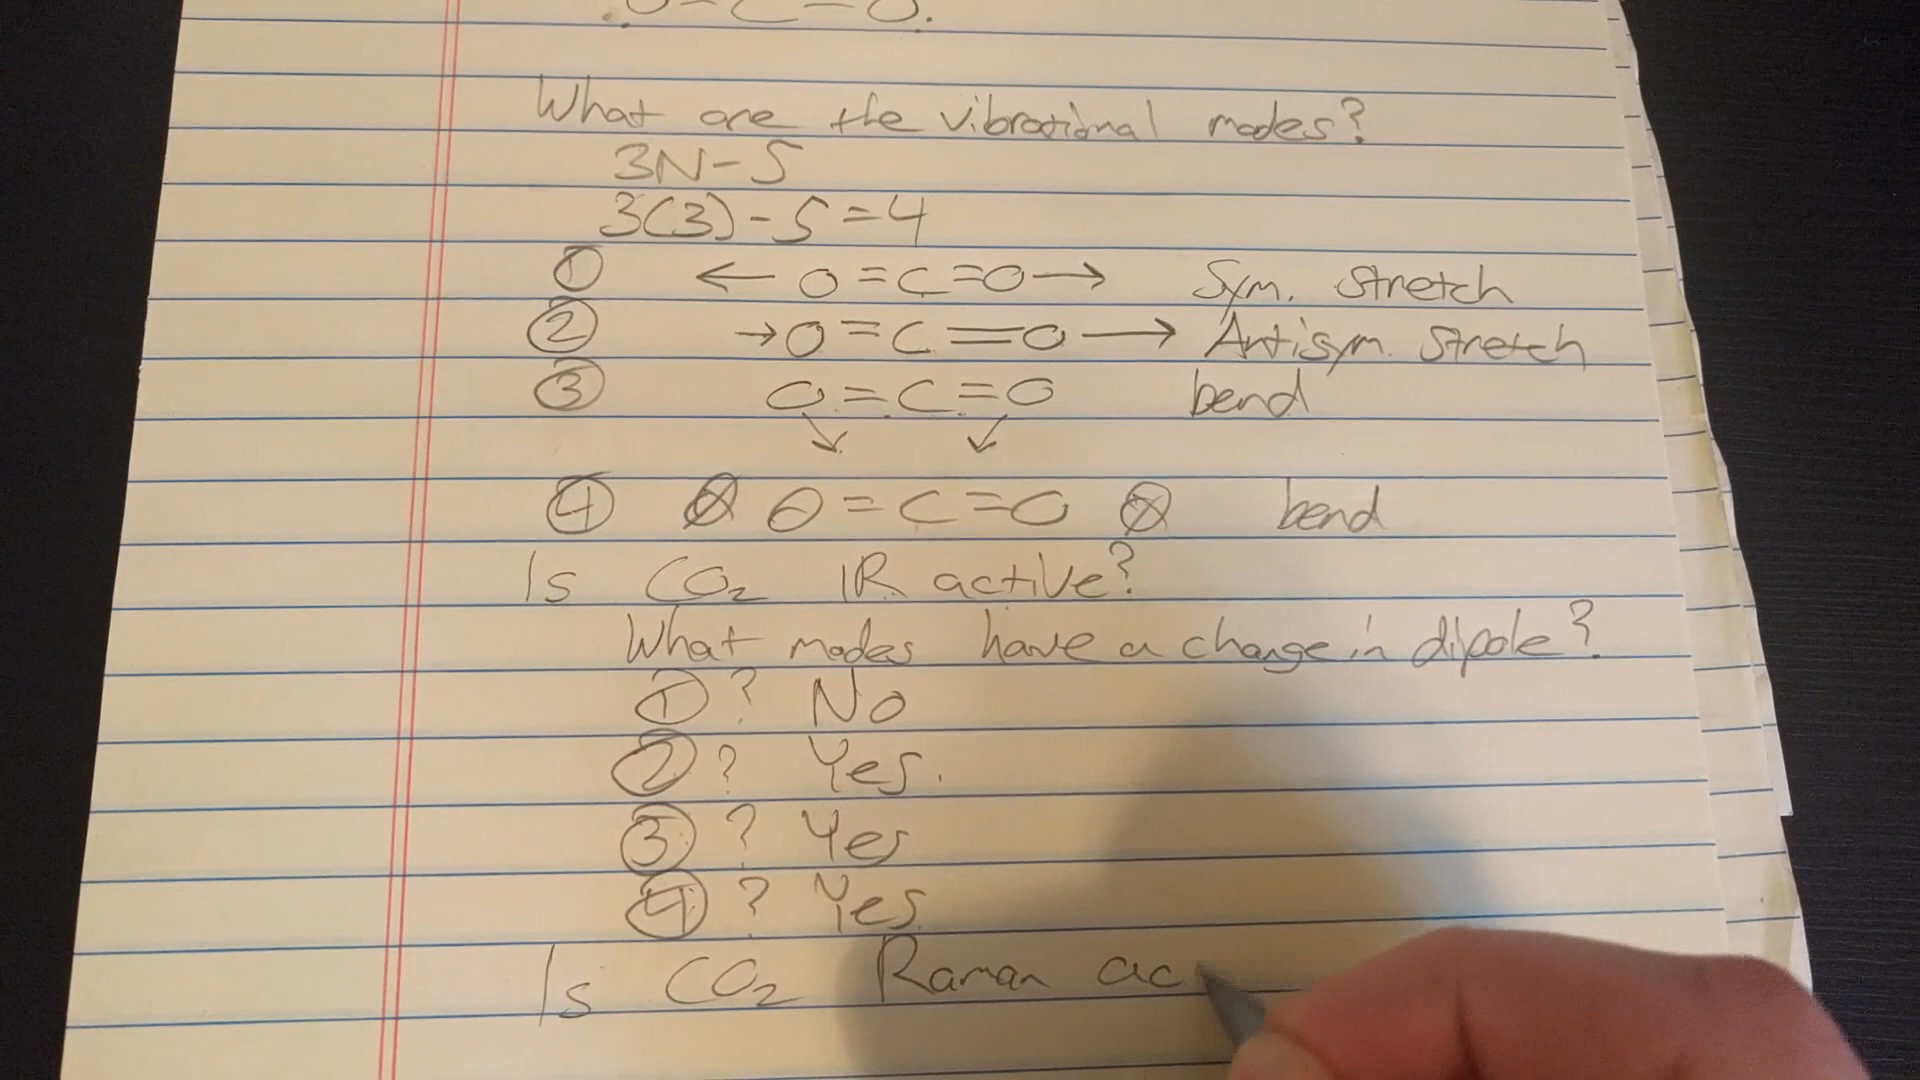 O=C=O.
What are the vibrational modes?
3N-5
3(3)-5=4
① ← O=C=O → Sym. Stretch
② →O=C=O → Antisym. Stretch
③ O=C=O bend
④ ⊗ O=C=O ⊗ bend
Is CO₂ IR active?
What modes have a change in dipole?
①? No
②? Yes.
③? Yes
④? Yes.
Is CO₂ Raman ac